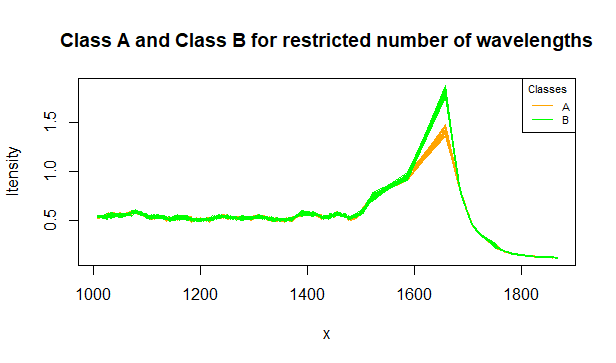 Class A and Class B for restricted number of wavelengths
Classes
A
B
Itensity
1.5
1.0
0.5
1000 1200 1400 1600 1800
x